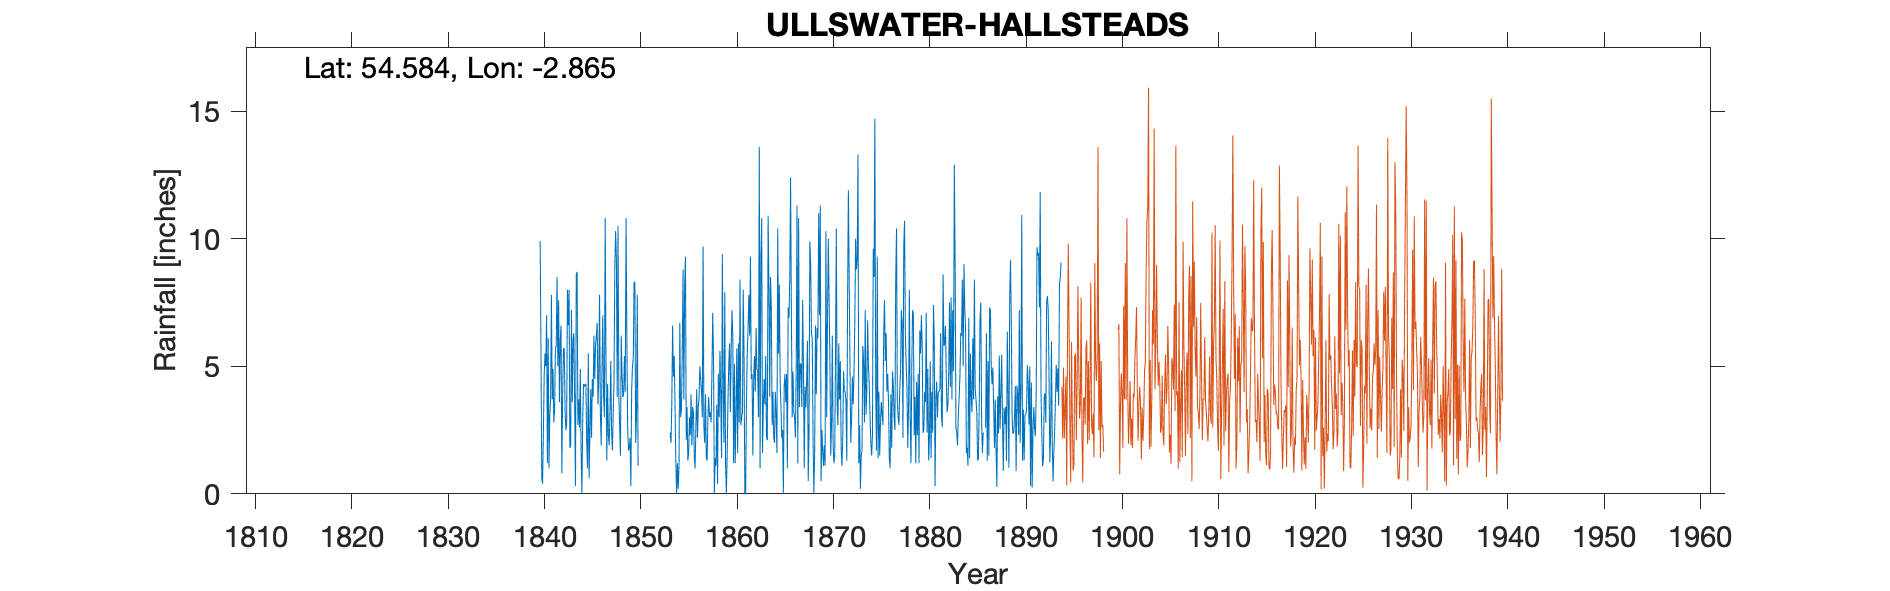 ULLSWATER-HALLSTEADS
Lat: 54.584, Lon: -2.865
15
10
5
0
Rainfall [inches]
1810 1820 1830 1840 1850 1860 1870 1880 1890 1900 1910 1920 1930 1940 1950 1960
Year